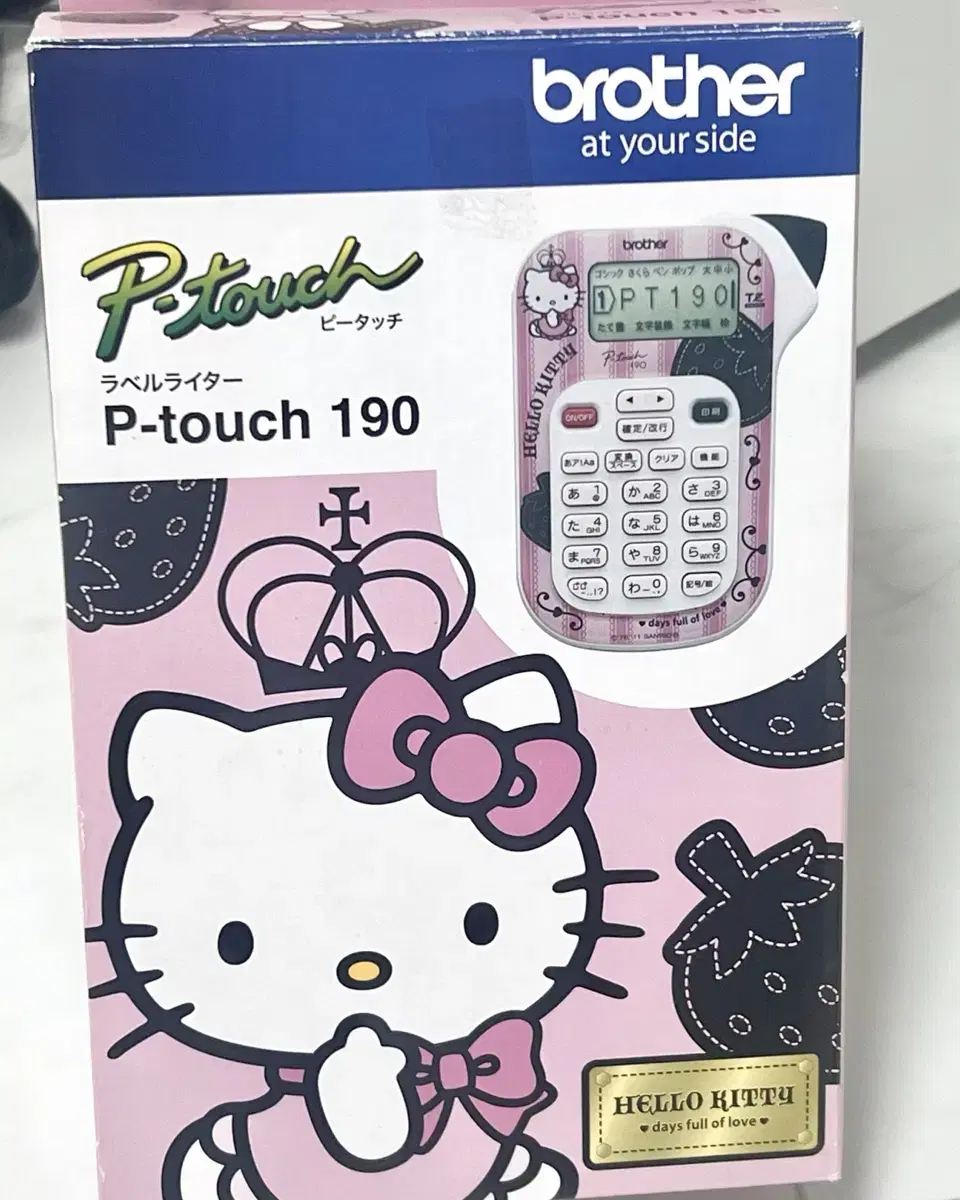 P-touch 190
brother
at your side
P-touch
ピータッチ
ラベルライター
P-touch 190
brother
ゴシック さくら ペン ポップ 太 中 小
1 PT190
たて書 文字装飾 文字幅 絵
P-touch
190
HELLO KITTY
ON/OFF
◀ ▶
印刷
確定/改行
あア1Aa
変換
スペース
クリア
機能
あ 1 @
か 2 ABC
さ 3 DEF
た 4 GHI
な 5 JKL
は 6 MNO
ま 7 PQRS
や 8 TUV
ら 9 WXYZ
わ 0
記号/絵
♥ days full of love ♥
HELLO KITTY
♥ days full of love ♥